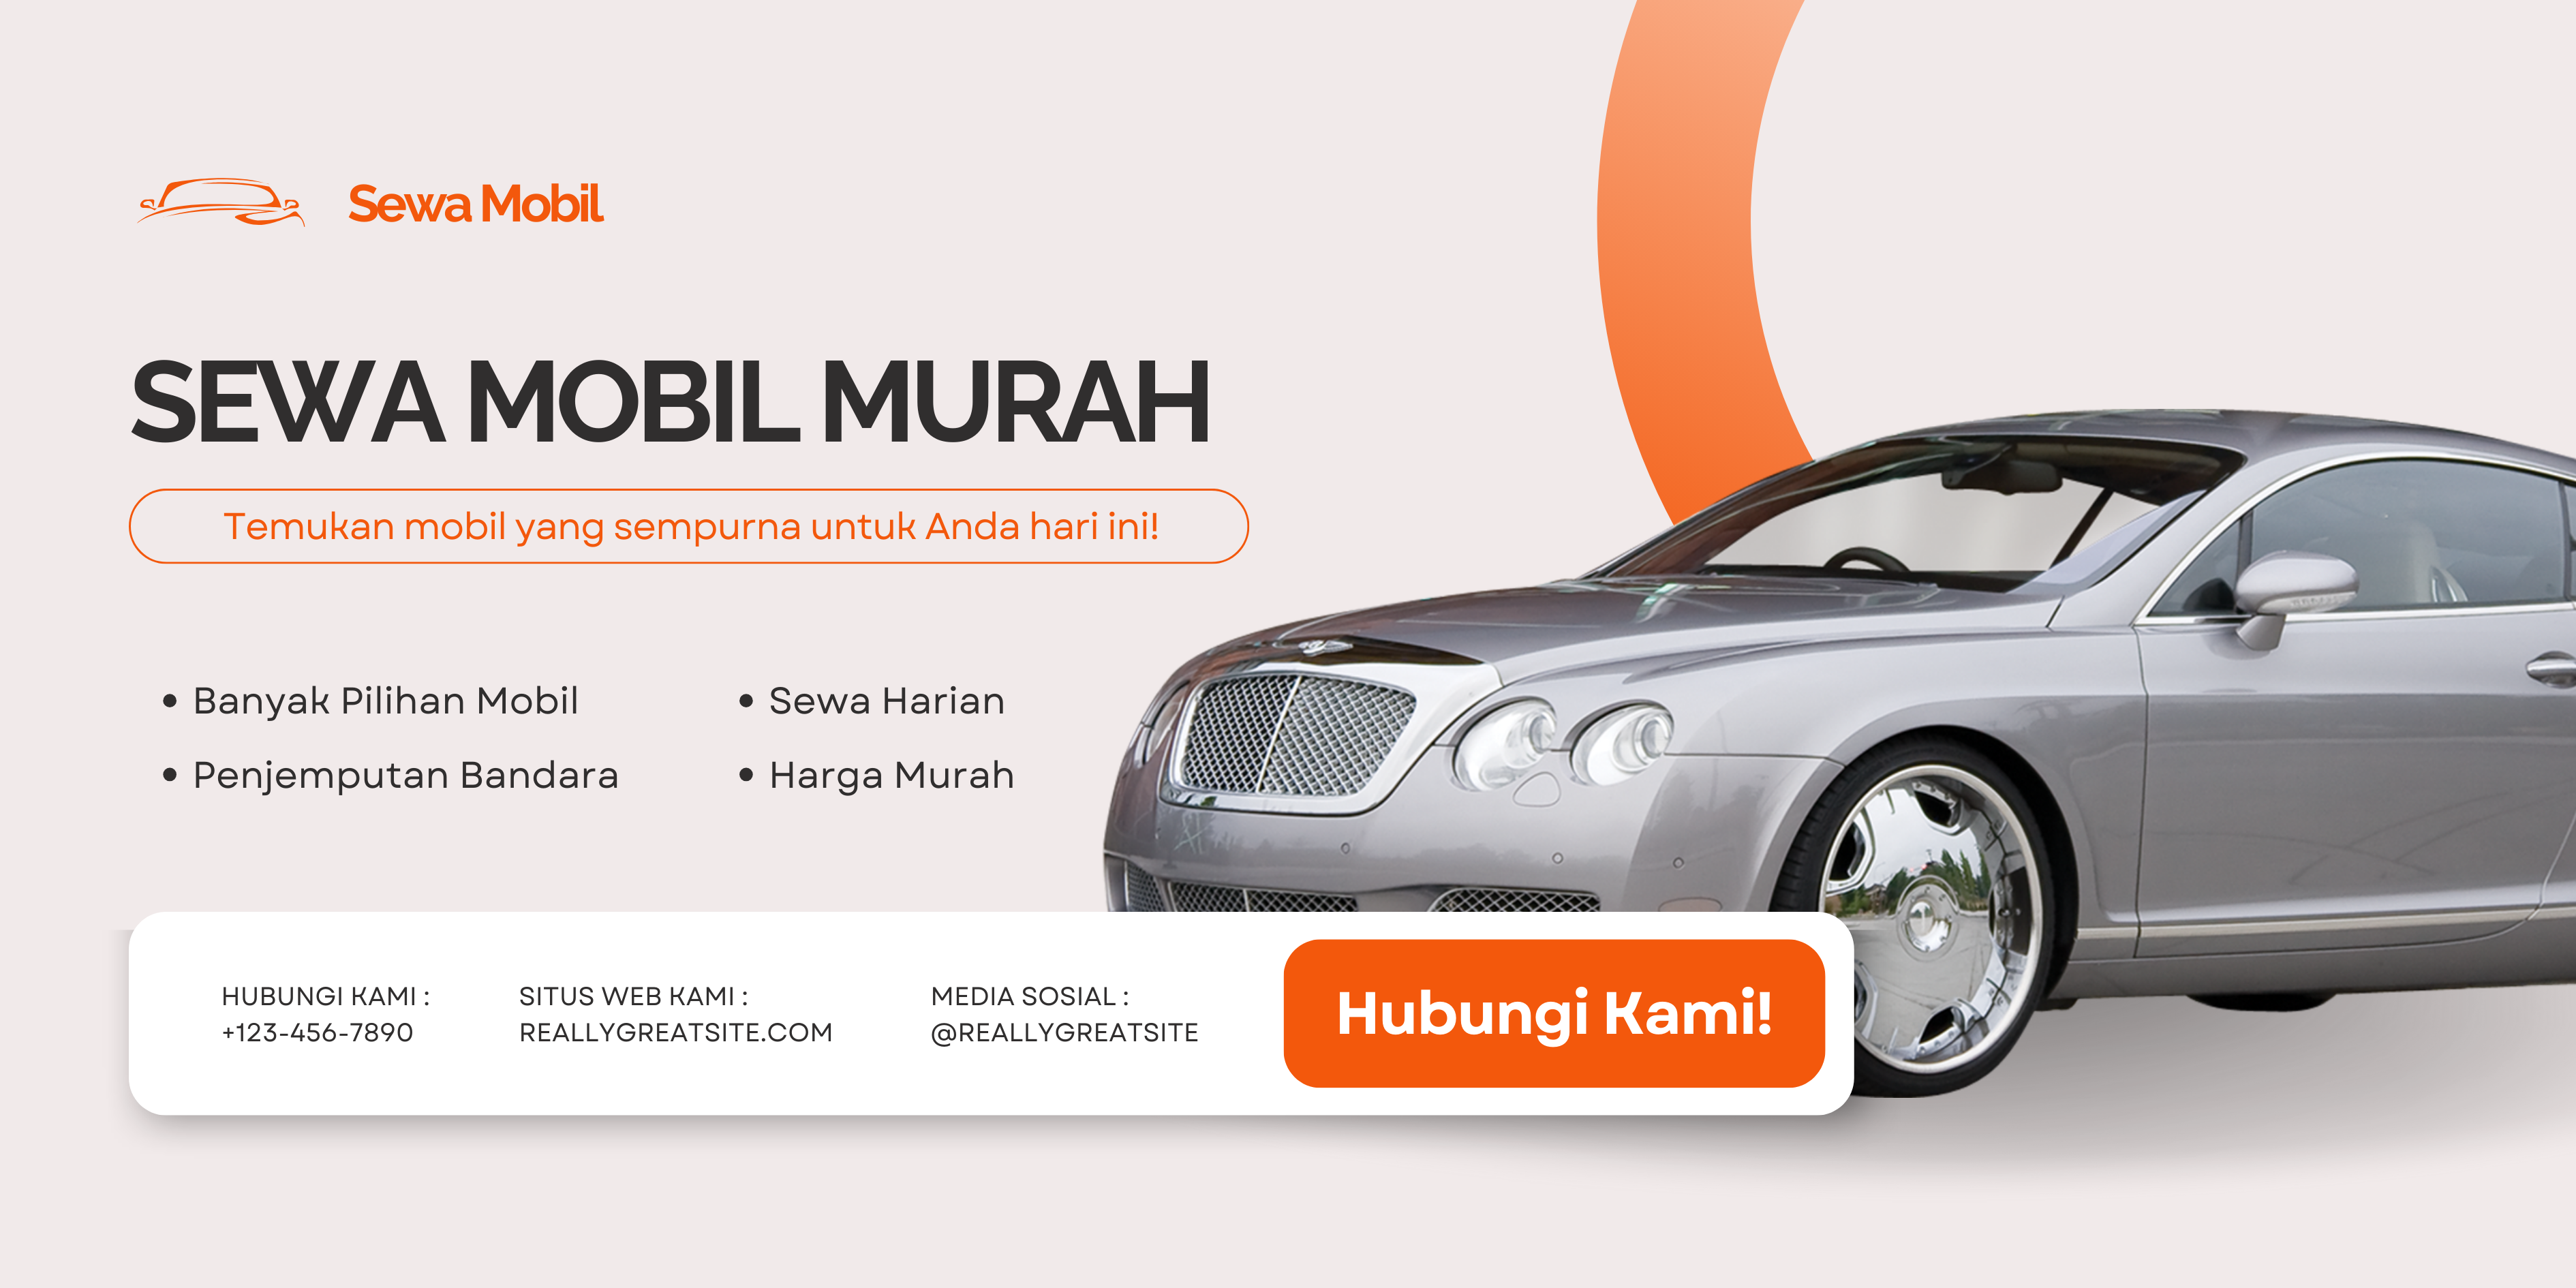 Sewa Mobil
SEWA MOBIL MURAH
Temukan mobil yang sempurna untuk Anda hari ini!
• Banyak Pilihan Mobil
• Penjemputan Bandara
• Sewa Harian
• Harga Murah
HUBUNGI KAMI :
+123-456-7890
SITUS WEB KAMI :
REALLYGREATSITE.COM
MEDIA SOSIAL :
@REALLYGREATSITE
Hubungi Kami!